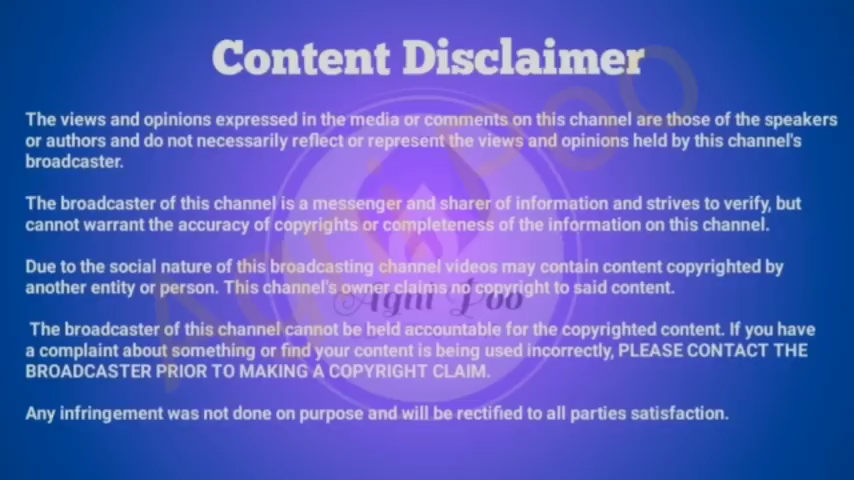 Content Disclaimer
The views and opinions expressed in the media or comments on this channel are those of the speakers
or authors and do not necessarily reflect or represent the views and opinions held by this channel's
broadcaster.
The broadcaster of this channel is a messenger and sharer of information and strives to verify, but
cannot warrant the accuracy of copyrights or completeness of the information on this channel.
Due to the social nature of this broadcasting channel videos may contain content copyrighted by
another entity or person. This channel's owner claims no copyright to said content.
Agni Poo
The broadcaster of this channel cannot be held accountable for the copyrighted content. If you have
a complaint about something or find your content is being used incorrectly, PLEASE CONTACT THE
BROADCASTER PRIOR TO MAKING A COPYRIGHT CLAIM.
Any infringement was not done on purpose and will be rectified to all parties satisfaction.
Agni Poo